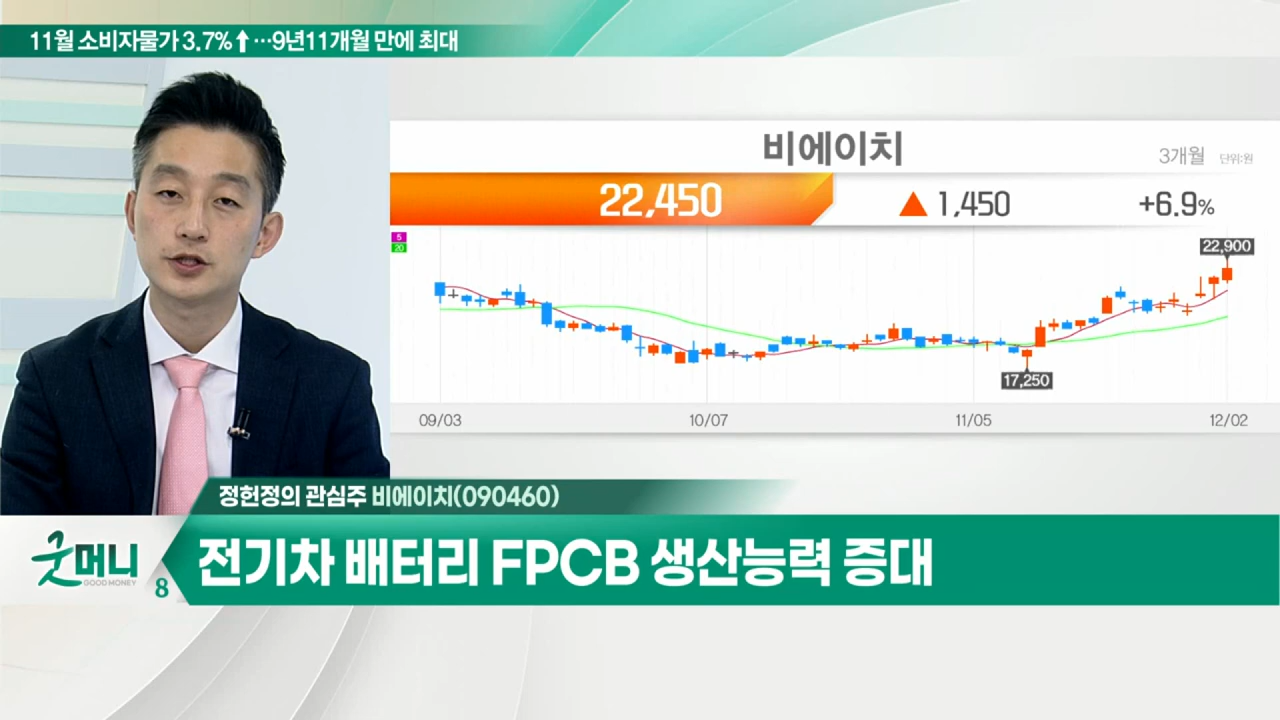 11월 소비자물가 3.7%↑…9년11개월 만에 최대
비에이치
3개월 단위:원
22,450 ▲ 1,450 +6.9%
5
20
22,900
17,250
09/03 10/07 11/05 12/02
정헌정의 관심주 비에이치(090460)
굿머니
GOOD MONEY
8
전기차 배터리 FPCB 생산능력 증대